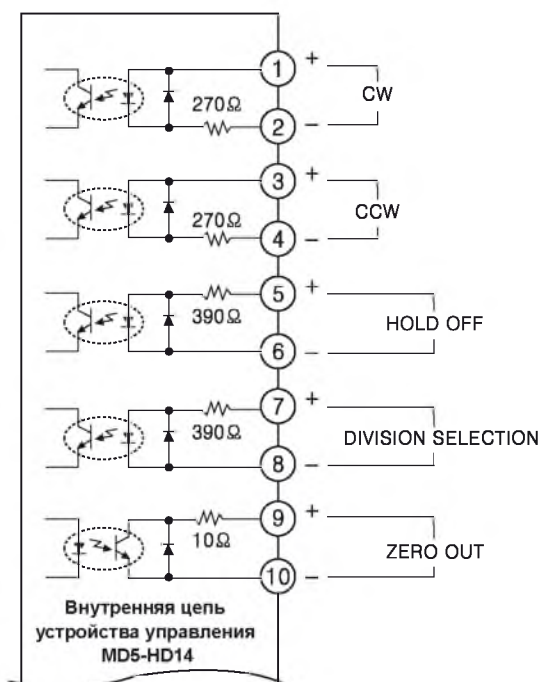 1 +
CW
270Ω
2 −
3 +
CCW
270Ω
4 −
5 +
390Ω
HOLD OFF
6 −
7 +
390Ω
DIVISION SELECTION
8 −
9 +
10Ω
ZERO OUT
10 −
Внутренняя цепь
устройства управления
MD5-HD14